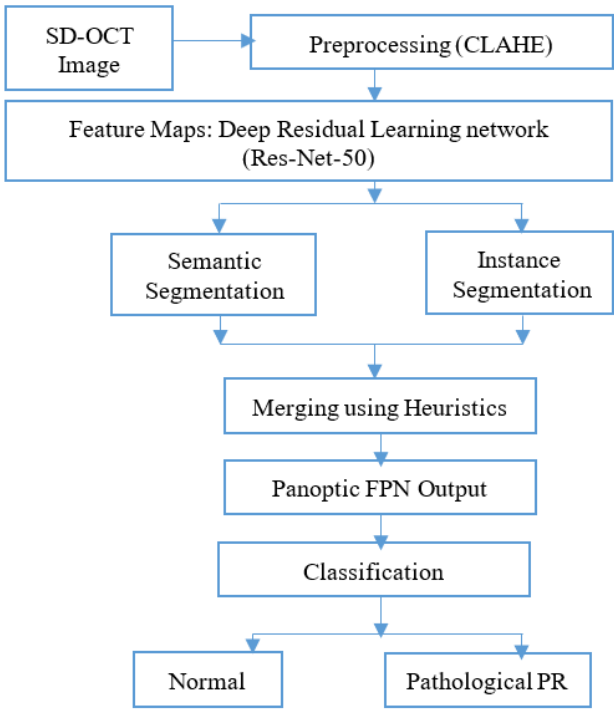 SD-OCT
Image
Preprocessing (CLAHE)
Feature Maps: Deep Residual Learning network
(Res-Net-50)
Semantic
Segmentation
Instance
Segmentation
Merging using Heuristics
Panoptic FPN Output
Classification
Normal
Pathological PR